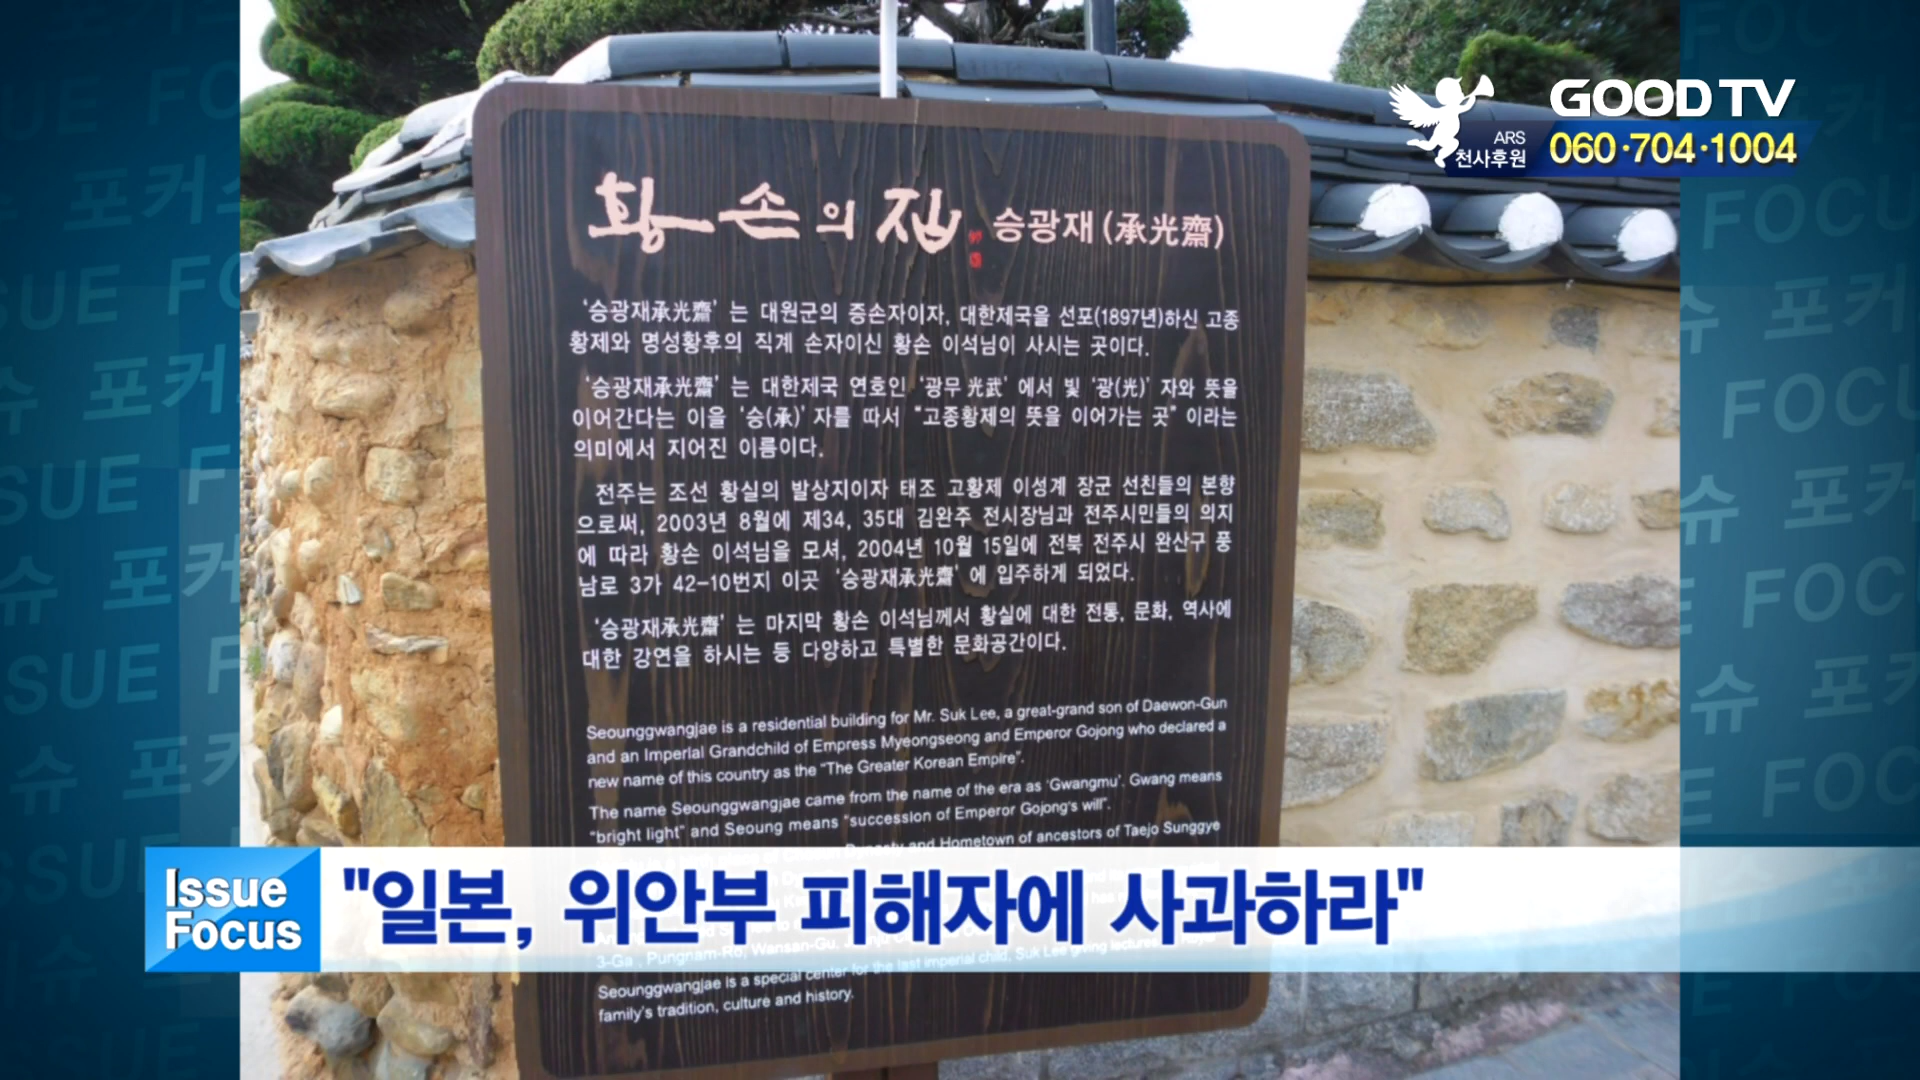 GOOD TV
ARS
천사후원 060·704·1004
황손의 집 승광재(承光齋)
‘승광재承光齋’ 는 대원군의 증손자이자, 대한제국을 선포(1897년)하신 고종
황제와 명성황후의 직계 손자이신 황손 이석님이 사시는 곳이다.
‘승광재承光齋’ 는 대한제국 연호인 ‘광무 光武’ 에서 빛 ‘광(光)’ 자와 뜻을
이어간다는 이을 ‘승(承)’ 자를 따서 “고종황제의 뜻을 이어가는 곳” 이라는
의미에서 지어진 이름이다.
전주는 조선 황실의 발상지이자 태조 고황제 이성계 장군 선친들의 본향
으로써, 2003년 8월에 제34, 35대 김완주 전시장님과 전주시민들의 의지
에 따라 황손 이석님을 모셔, 2004년 10월 15일에 전북 전주시 완산구 풍
남로 3가 42-10번지 이곳 ‘승광재承光齋’ 에 입주하게 되었다.
‘승광재承光齋’ 는 마지막 황손 이석님께서 황실에 대한 전통, 문화, 역사에
대한 강연을 하시는 등 다양하고 특별한 문화공간이다.
Seounggwangjae is a residential building for Mr. Suk Lee, a great-grand son of Daewon-Gun
and an Imperial Grandchild of Empress Myeongseong and Emperor Gojong who declared a
new name of this country as the “The Greater Korean Empire”.
The name Seounggwangjae came from the name of the era as ‘Gwangmu’. Gwang means
“bright light” and Seoung means “succession of Emperor Gojong's will”.
and Hometown of ancestors of Taejo Sunggye
Issue
Focus
"일본, 위안부 피해자에 사과하라"
3-Ga , Pungnam-Ro, Wansan-Gu,
Seounggwangjae is a special center for the last imperial child, Suk Lee giving lectures
family's tradition, culture and history.